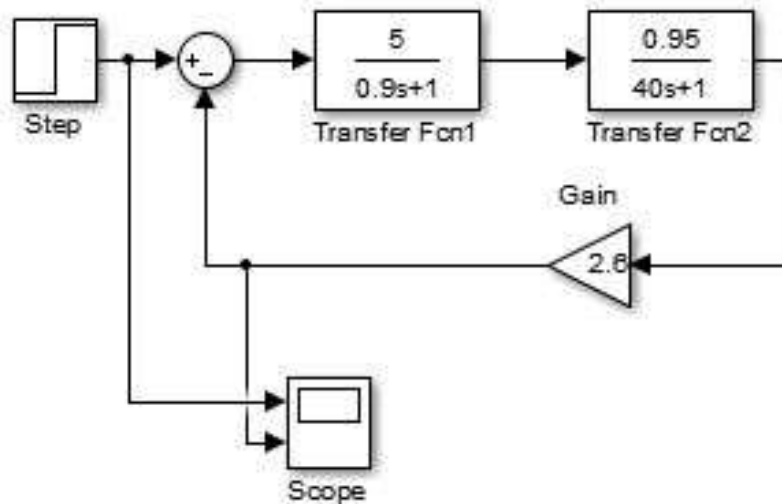 Step
+
−
5
0.9s+1
Transfer Fcn1
0.95
40s+1
Transfer Fcn2
Gain
2.6
Scope